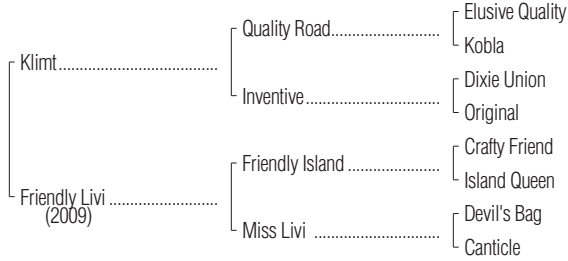 Elusive Quality
Quality Road
Kobla
Klimt
Dixie Union
Inventive
Original
Crafty Friend
Friendly Island
Island Queen
Friendly Livi
(2009)
Devil's Bag
Miss Livi
Canticle